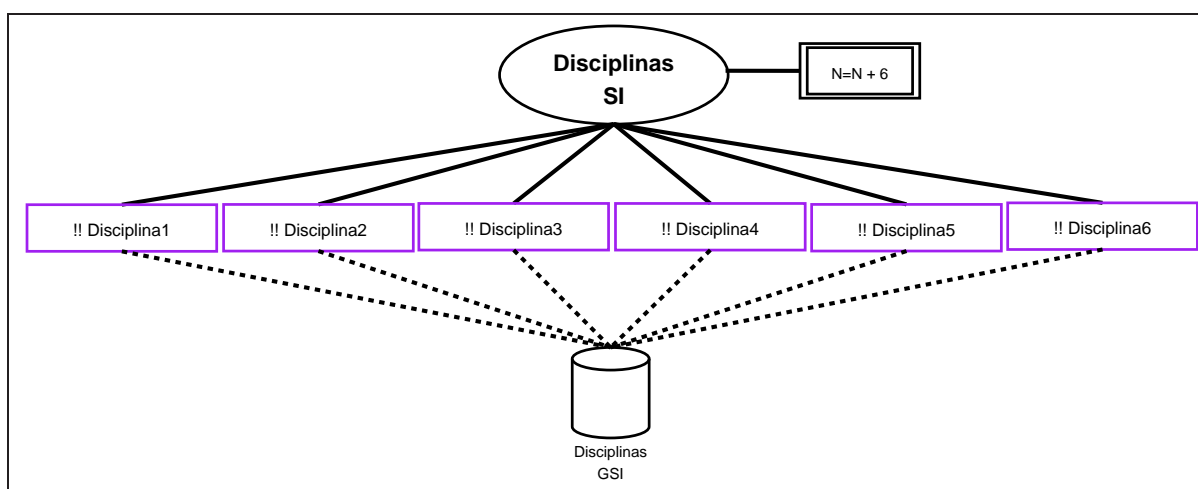 Disciplinas
SI
N=N + 6
!! Disciplina1
!! Disciplina2
!! Disciplina3
!! Disciplina4
!! Disciplina5
!! Disciplina6
Disciplinas
GSI